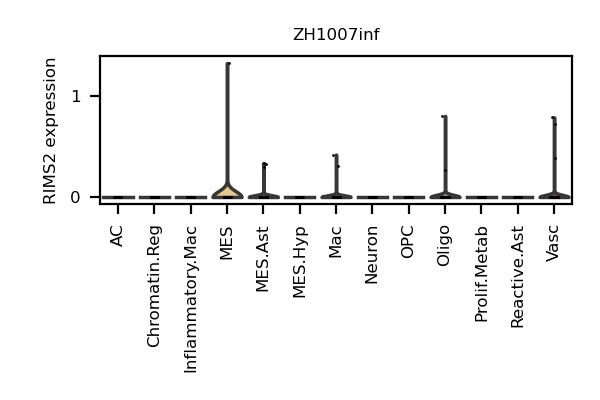 ZH1007inf
RIMS2 expression
1
0
AC
Chromatin.Reg
Inflammatory.Mac
MES
MES.Ast
MES.Hyp
Mac
Neuron
OPC
Oligo
Prolif.Metab
Reactive.Ast
Vasc